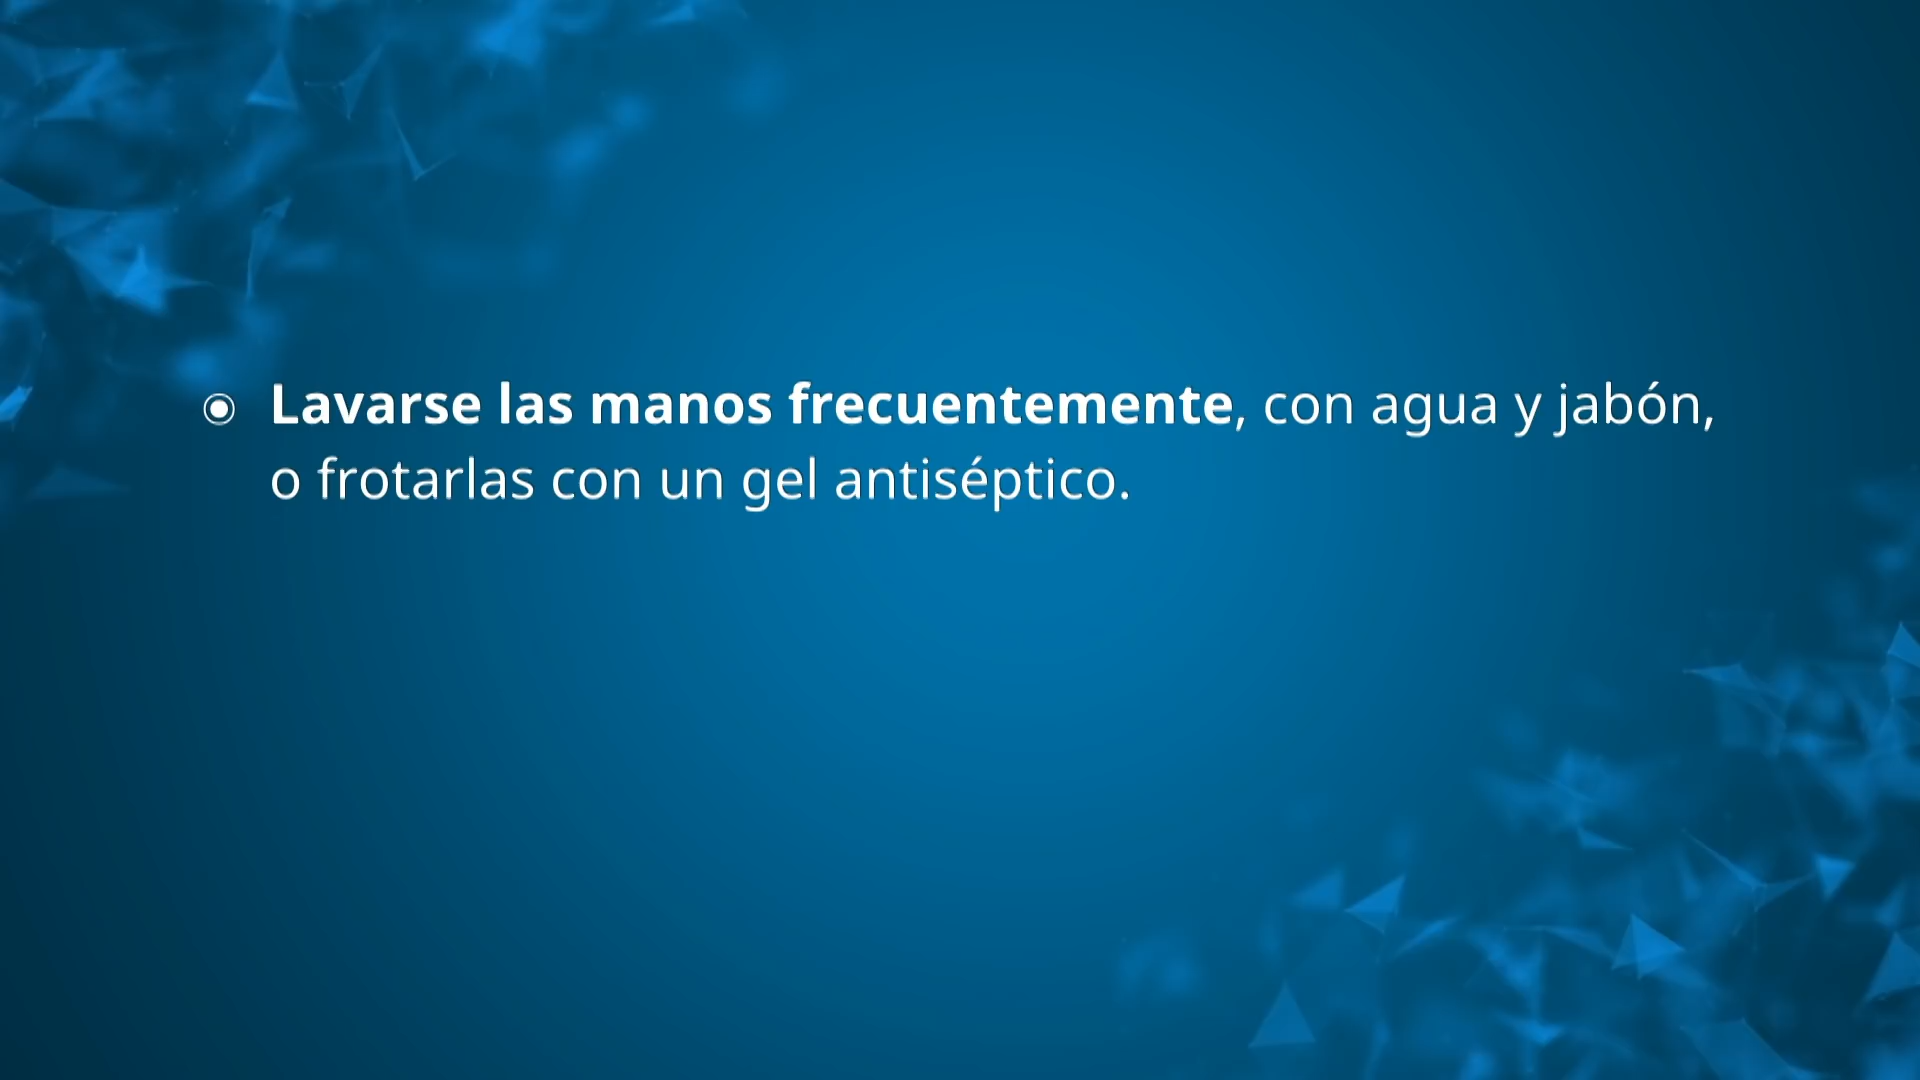 Lavarse las manos frecuentemente, con agua y jabón,
o frotarlas con un gel antiséptico.